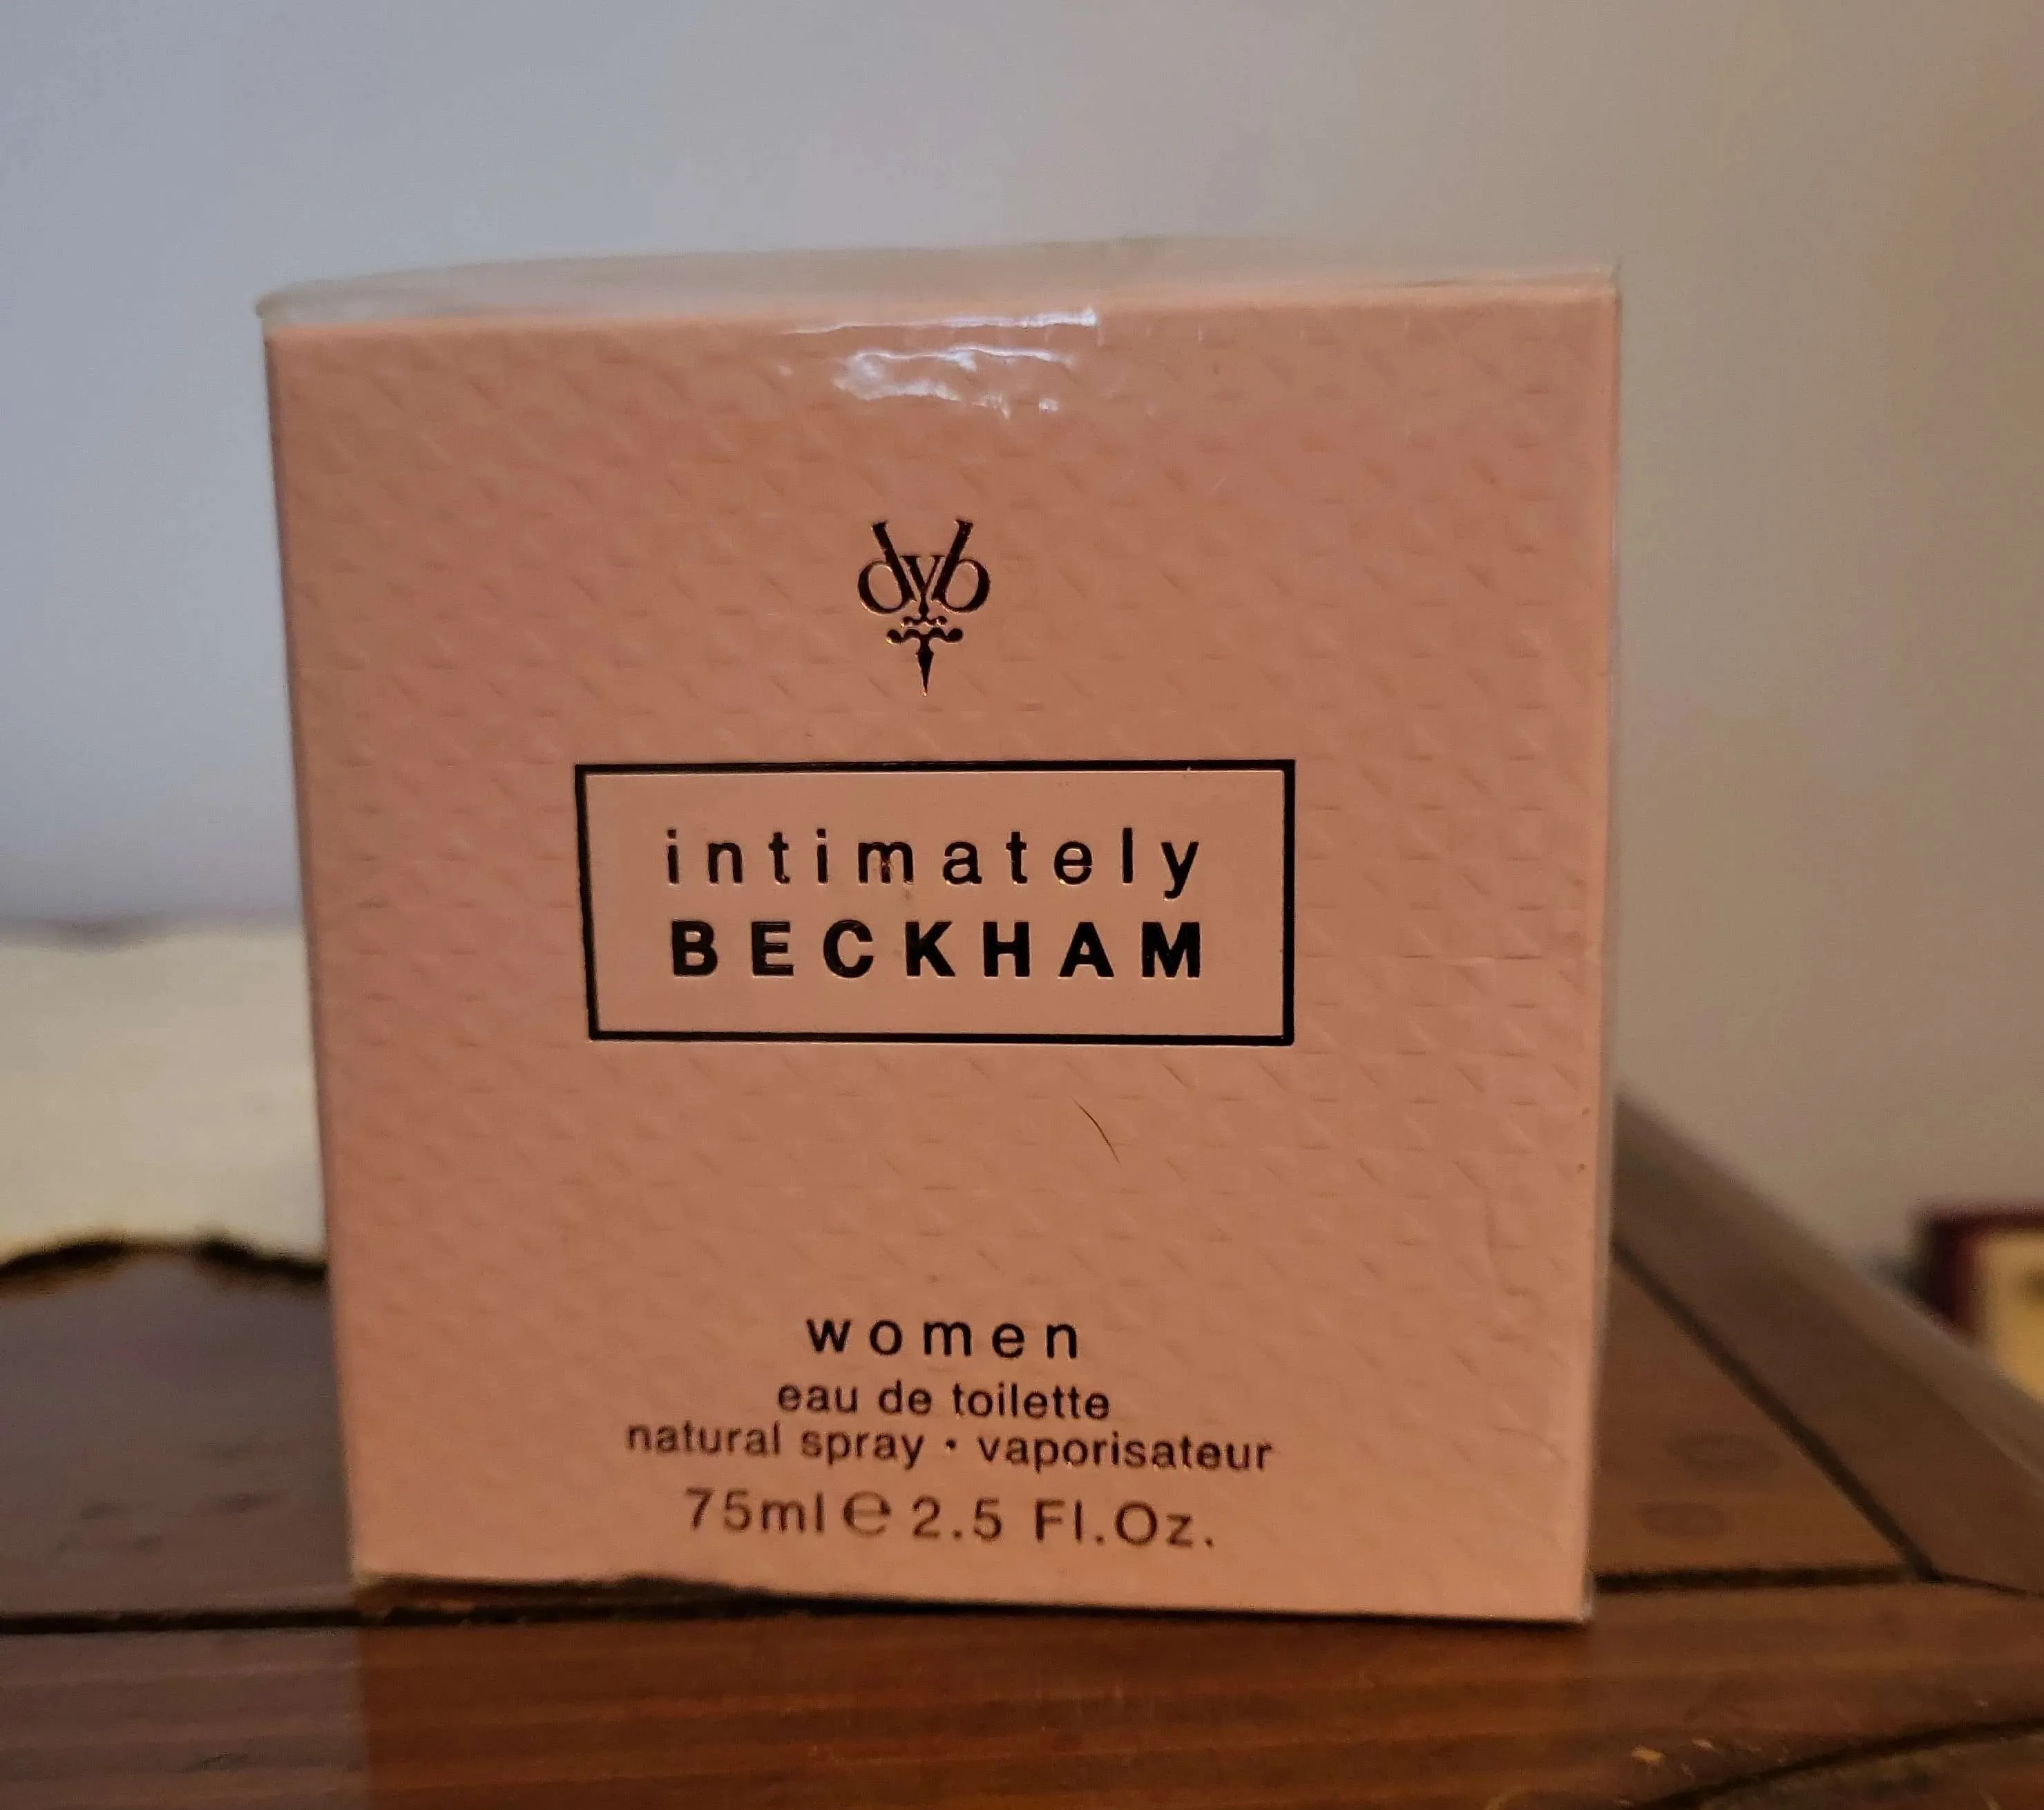 dvb
intimately
BECKHAM
women
eau de toilette
natural spray • vaporisateur
75ml ℮ 2.5 Fl.Oz.